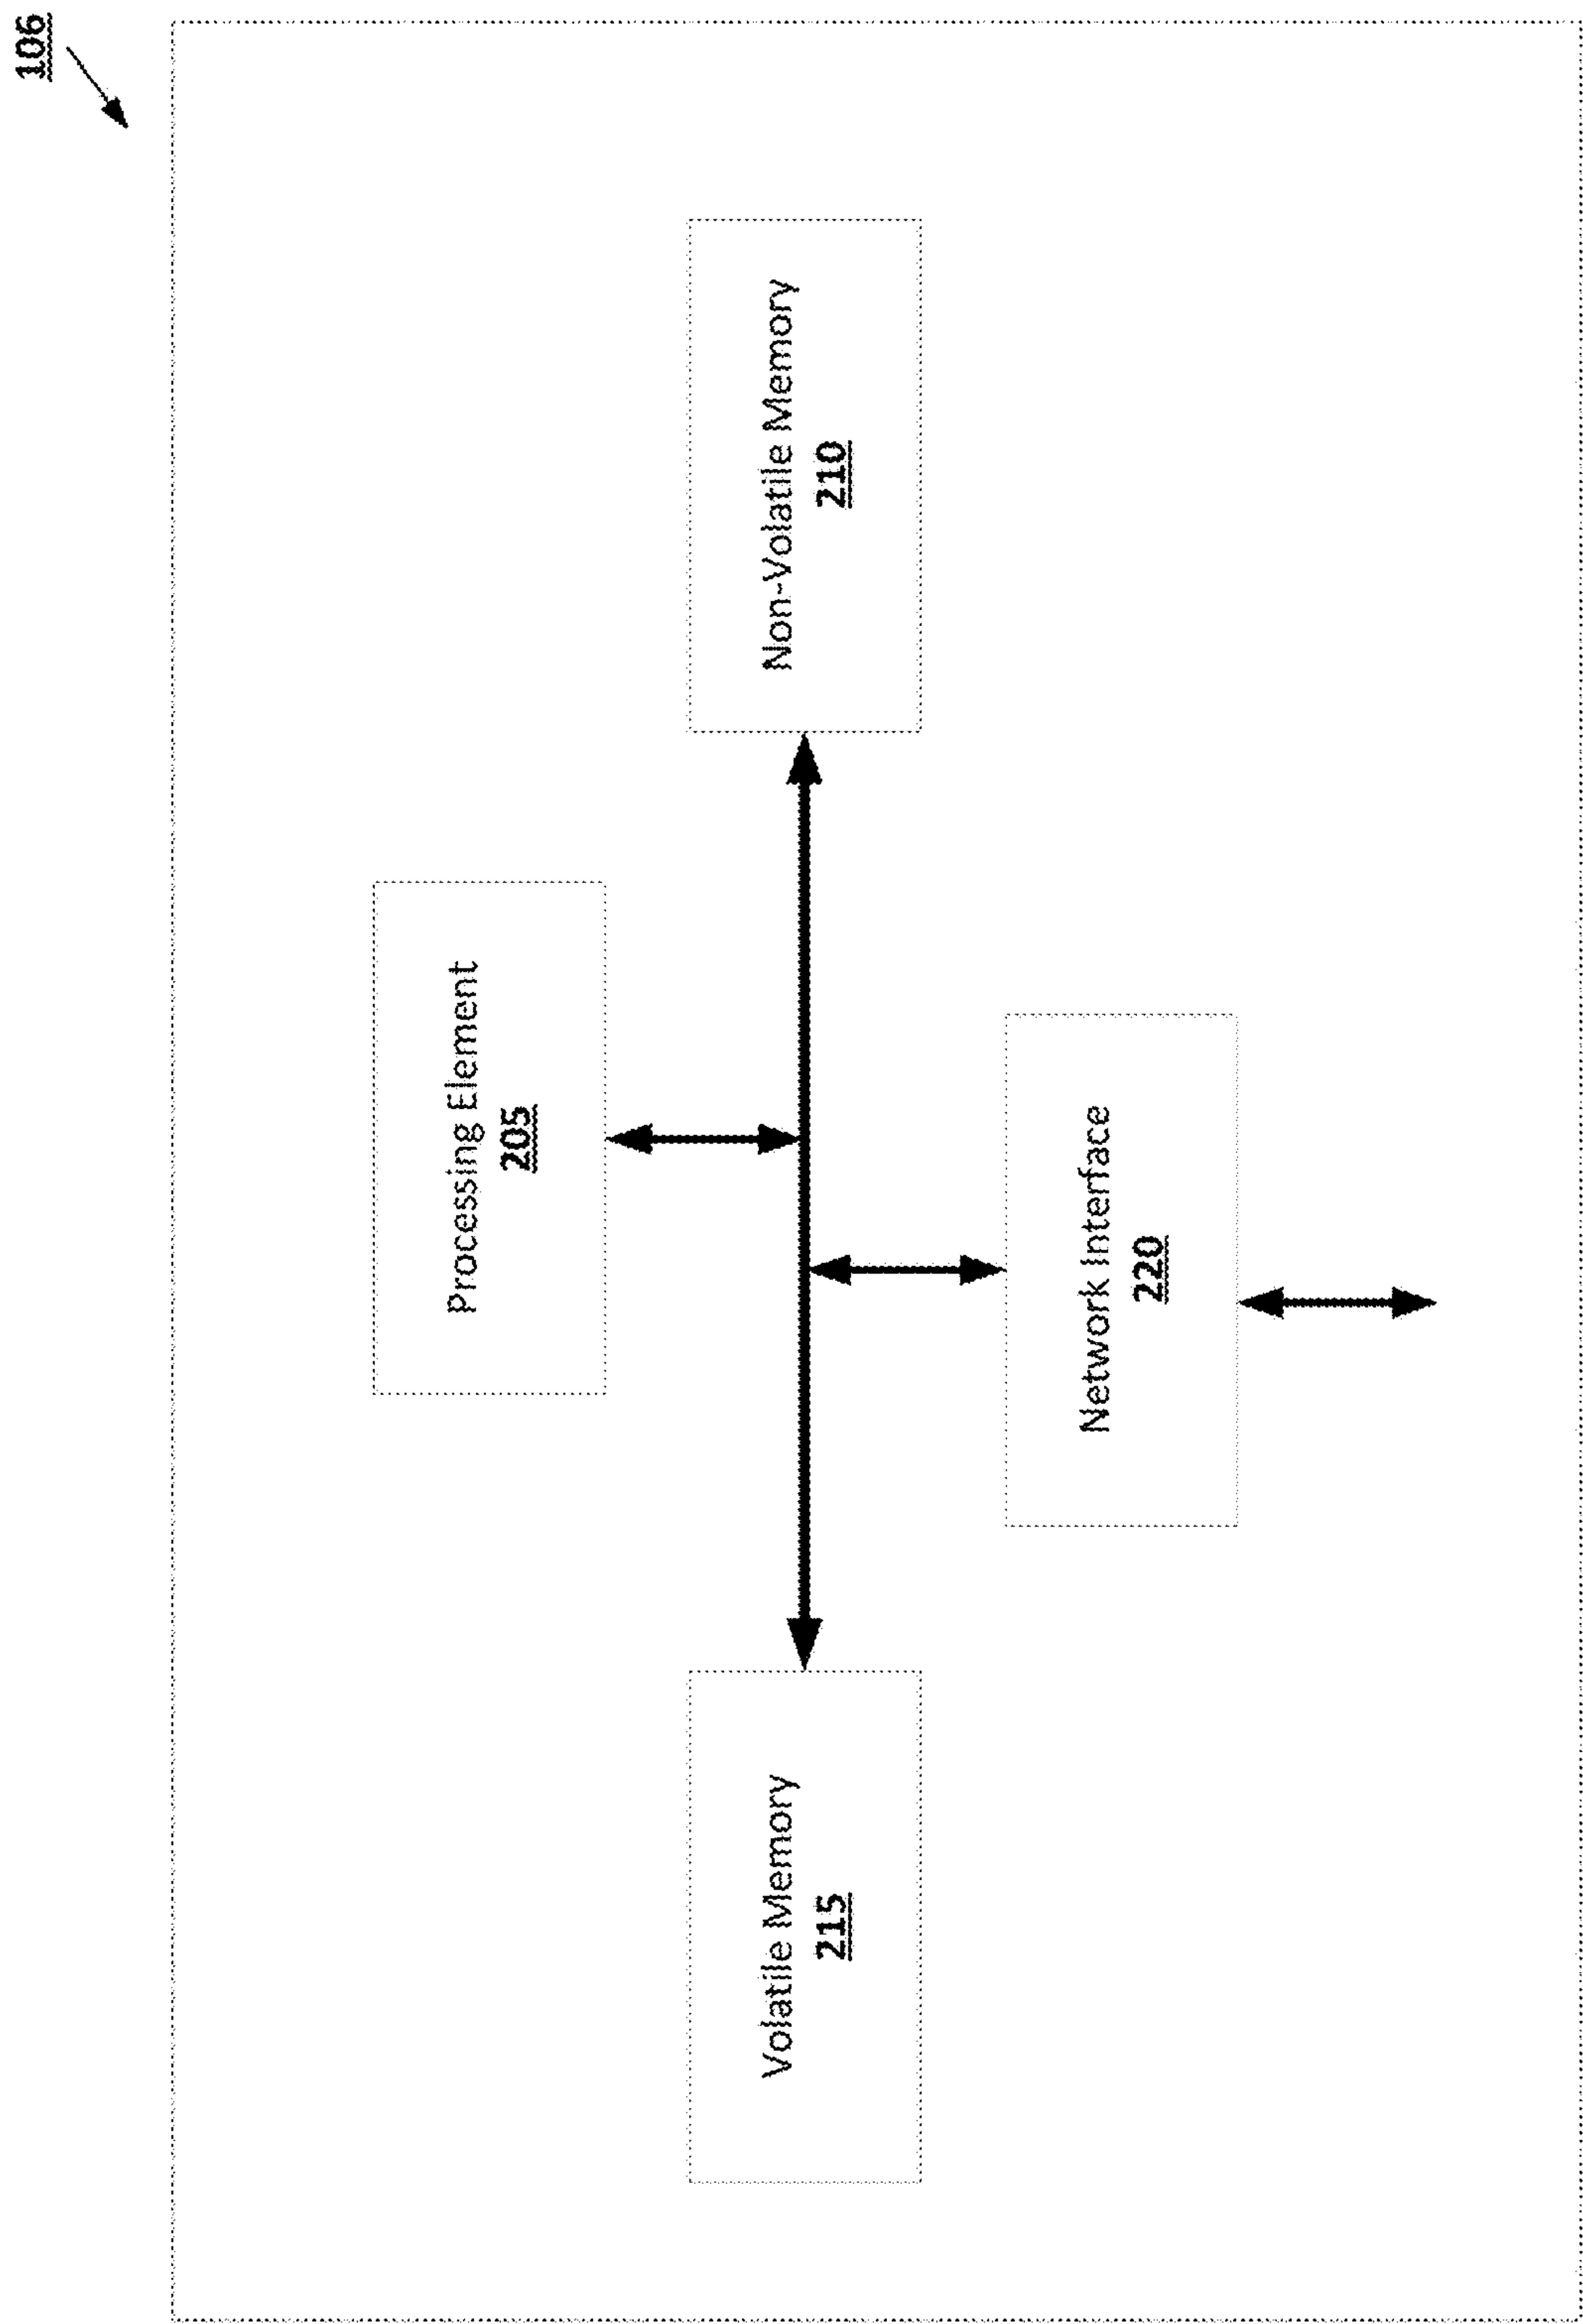 106
Processing Element
205
Volatile Memory
215
Non-Volatile Memory
210
Network Interface
220